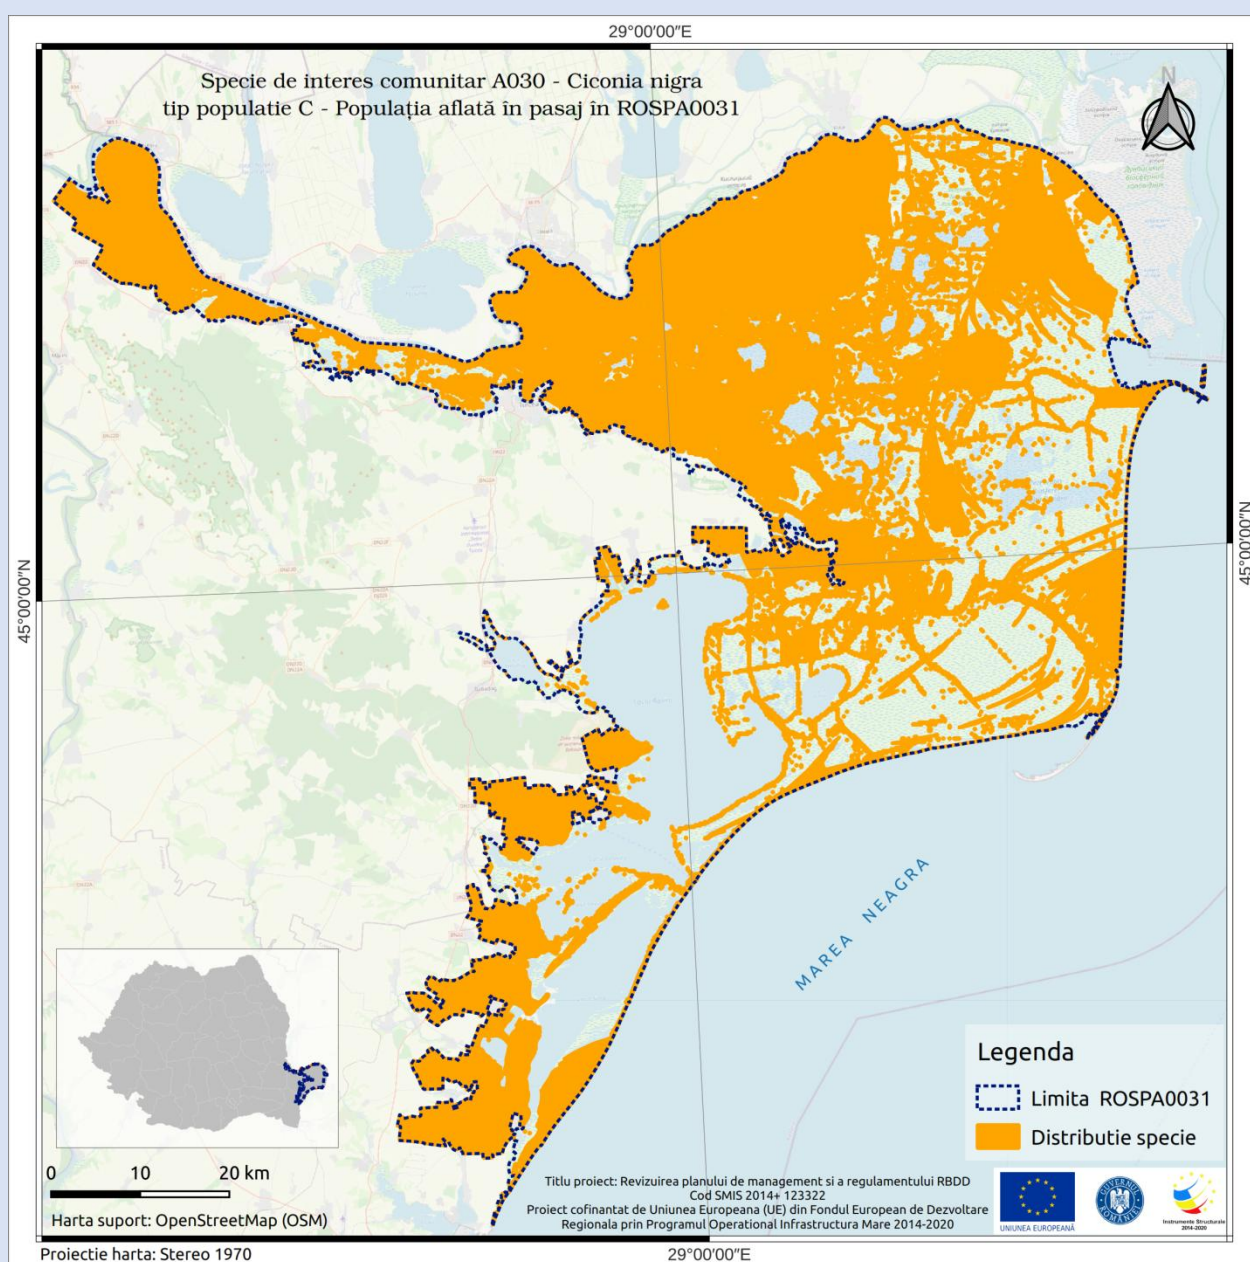 29°00'00"E
Specie de interes comunitar A030 - Ciconia nigra
tip populatie C - Populația aflată în pasaj în ROSPA0031
N
45°00'00"N
45°00'00"N
MAREA NEAGRA
Legenda
Limita ROSPA0031
Distributie specie
0 10 20 km
Harta suport: OpenStreetMap (OSM)
Titlu proiect: Revizuirea planului de management si a regulamentului RBDD
Cod SMIS 2014+ 123322
Proiect cofinantat de Uniunea Europeana (UE) din Fondul European de Dezvoltare
Regionala prin Programul Operational Infrastructura Mare 2014-2020
UNIUNEA EUROPEANĂ
GUVERNUL ROMÂNIEI
Instrumente Structurale
2014-2020
Proiectie harta: Stereo 1970
29°00'00"E